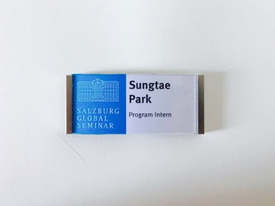 SALZBURG
GLOBAL
SEMINAR
Sungtae
Park
Program Intern